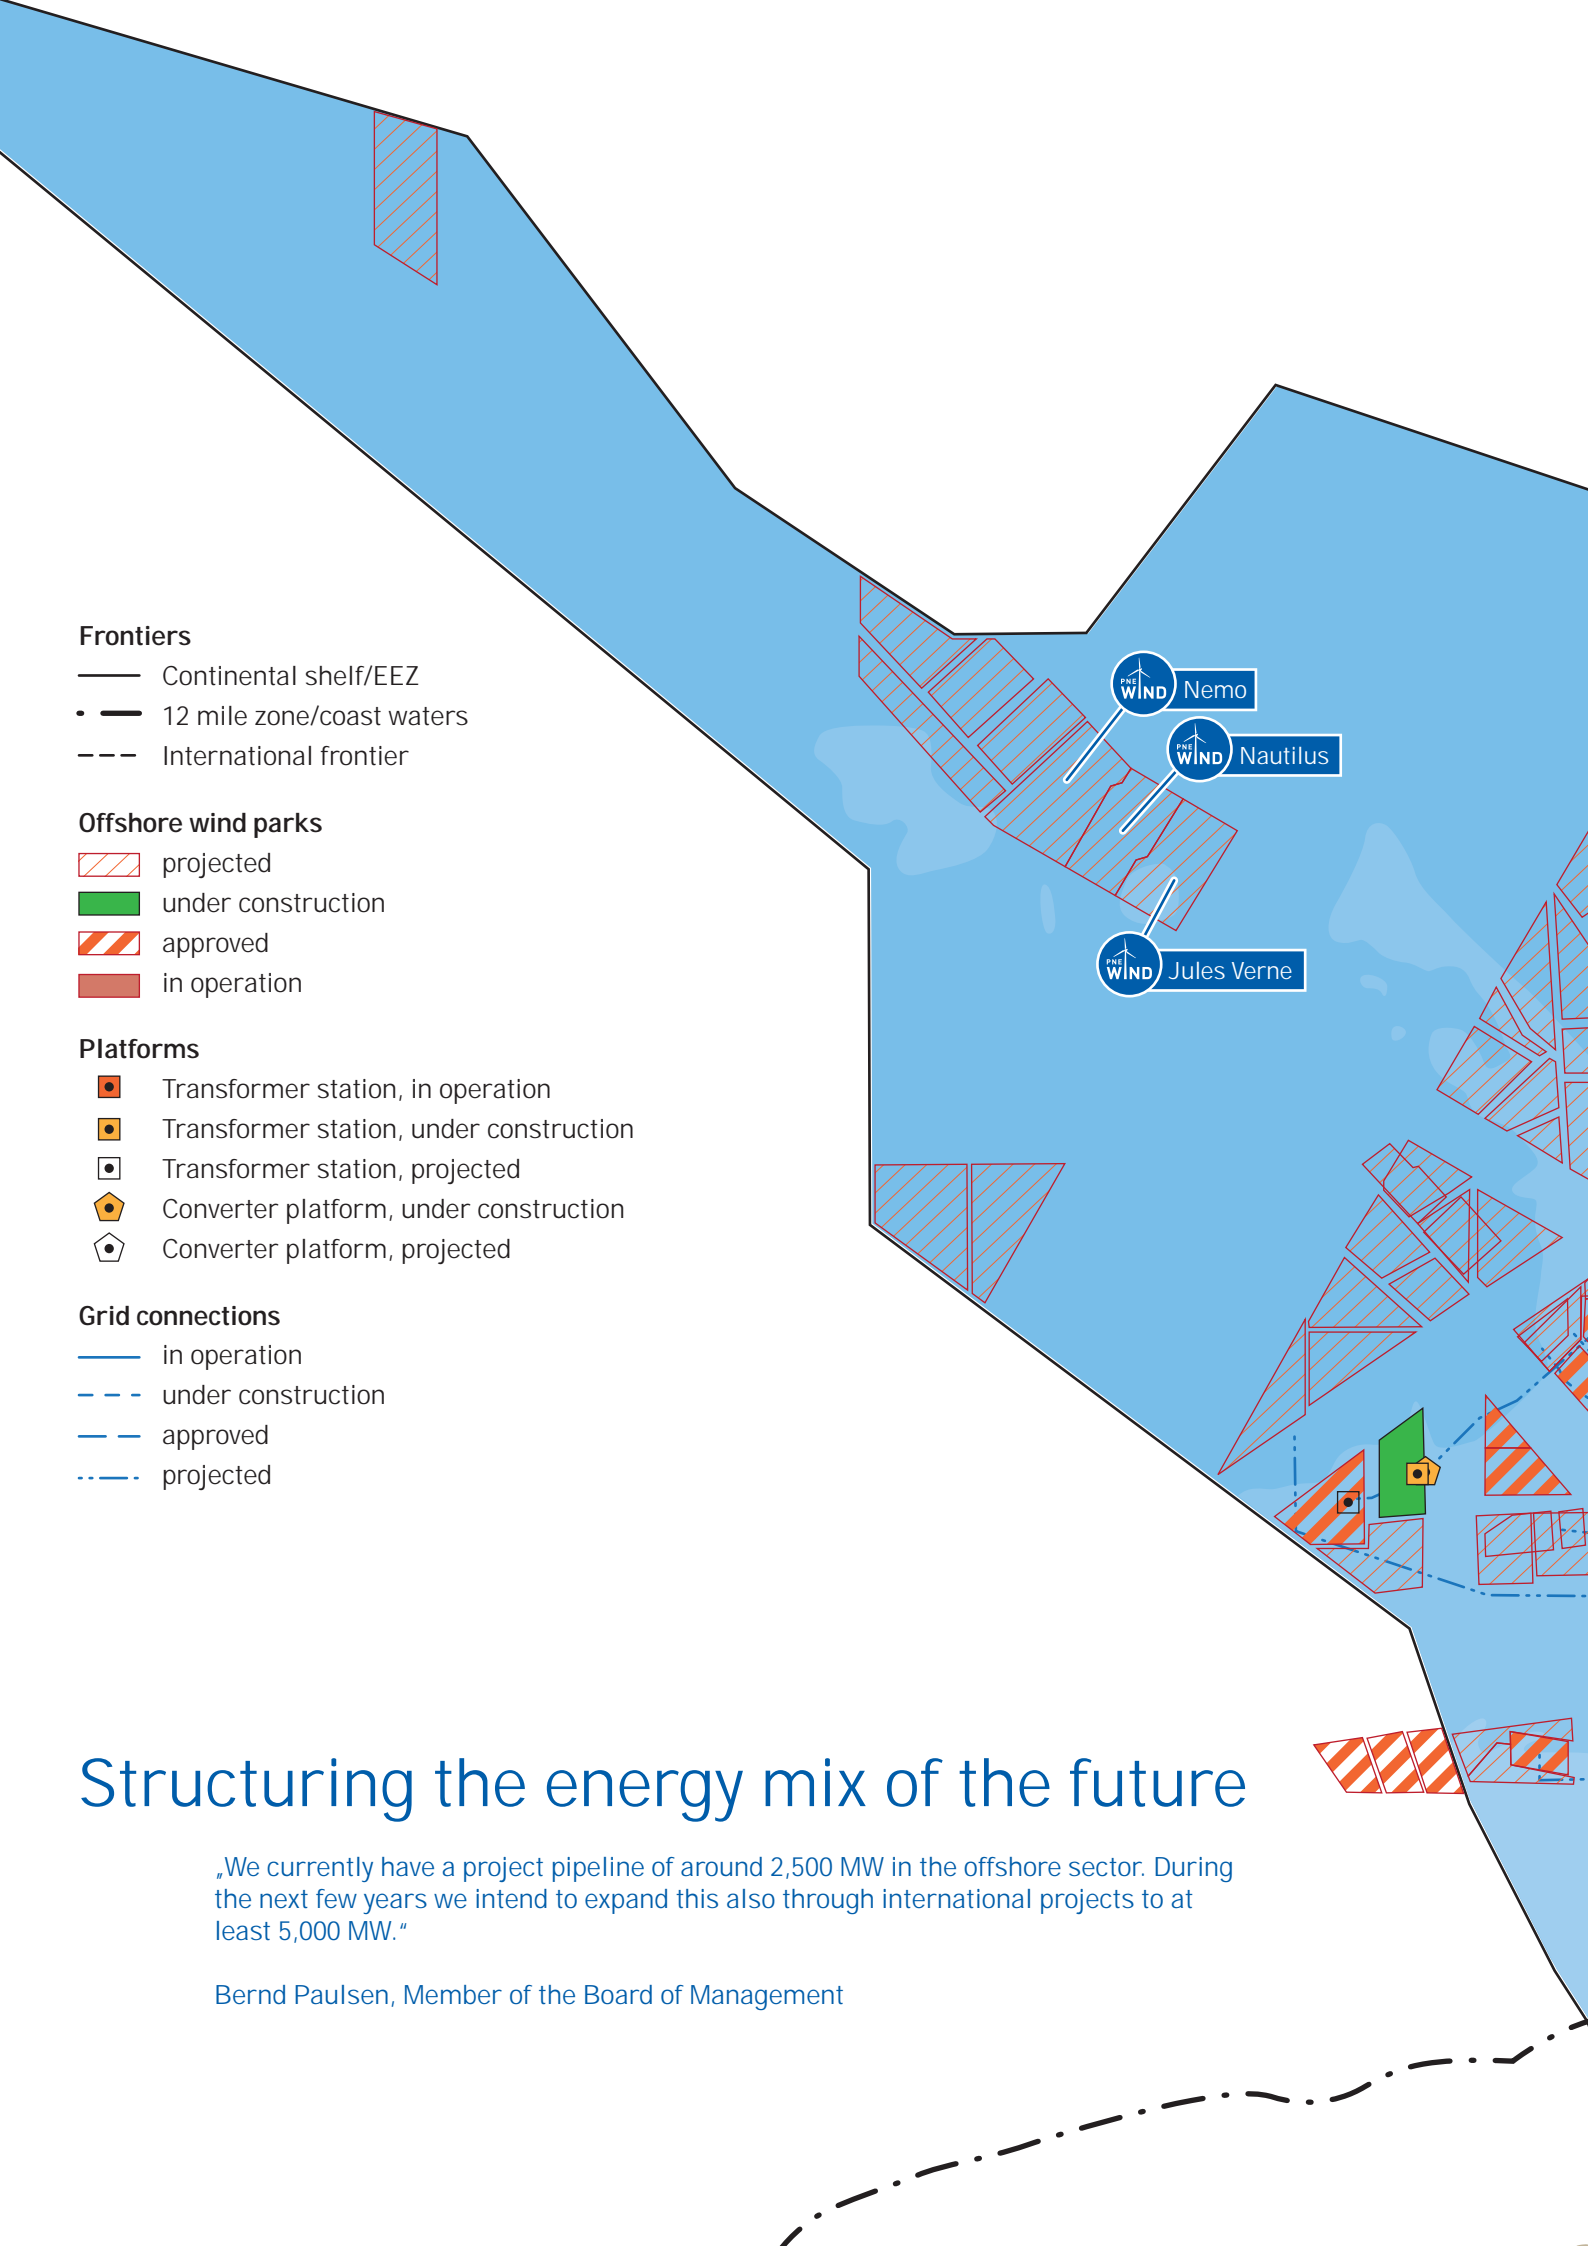 PNE
WIND
Nemo
PNE
WIND
Nautilus
PNE
WIND
Jules Verne
Frontiers
Continental shelf/EEZ
12 mile zone/coast waters
International frontier
Offshore wind parks
projected
under construction
approved
in operation
Platforms
Transformer station, in operation
Transformer station, under construction
Transformer station, projected
Converter platform, under construction
Converter platform, projected
Grid connections
in operation
under construction
approved
projected
Structuring the energy mix of the future
„We currently have a project pipeline of around 2,500 MW in the offshore sector. During
the next few years we intend to expand this also through international projects to at
least 5,000 MW.“
Bernd Paulsen, Member of the Board of Management